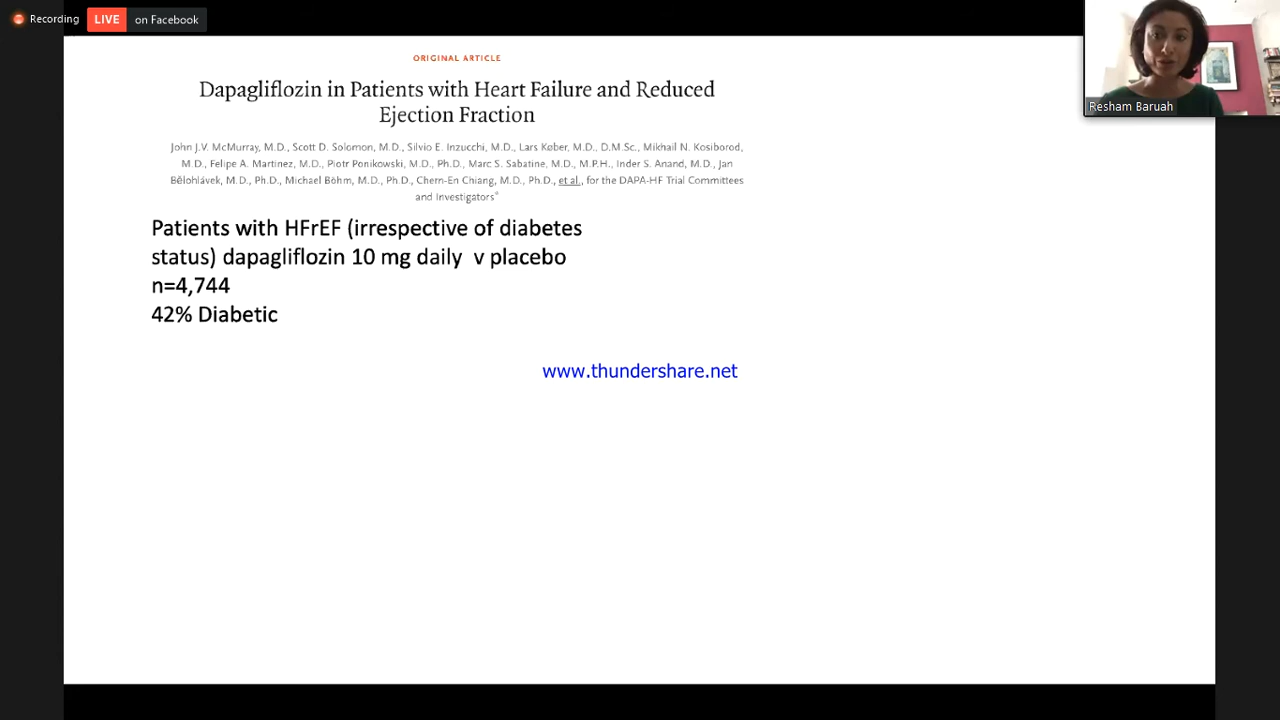 Recording
LIVE on Facebook
Resham Baruah
ORIGINAL ARTICLE
Dapagliflozin in Patients with Heart Failure and Reduced
Ejection Fraction
John J.V. McMurray, M.D., Scott D. Solomon, M.D., Silvio E. Inzucchi, M.D., Lars Køber, M.D., D.M.Sc., Mikhail N. Kosiborod,
M.D., Felipe A. Martinez, M.D., Piotr Ponikowski, M.D., Ph.D., Marc S. Sabatine, M.D., M.P.H., Inder S. Anand, M.D., Jan
Bělohlávek, M.D., Ph.D., Michael Böhm, M.D., Ph.D., Chern-En Chiang, M.D., Ph.D., et al., for the DAPA-HF Trial Committees
and Investigators*
Patients with HFrEF (irrespective of diabetes
status) dapagliflozin 10 mg daily v placebo
n=4,744
42% Diabetic
www.thundershare.net